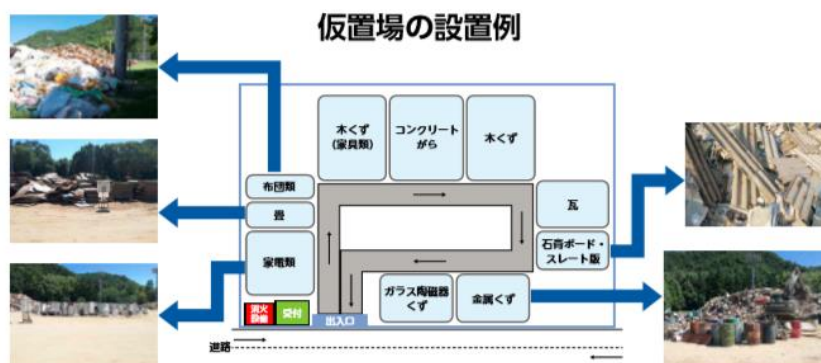 仮置場の設置例
木くず
(家具類)
コンクリート
がら
木くず
布団類
畳
家電類
瓦
石膏ボード・
スレート版
ガラス陶磁器
くず
金属くず
消火
設備
受付
出入口
道路